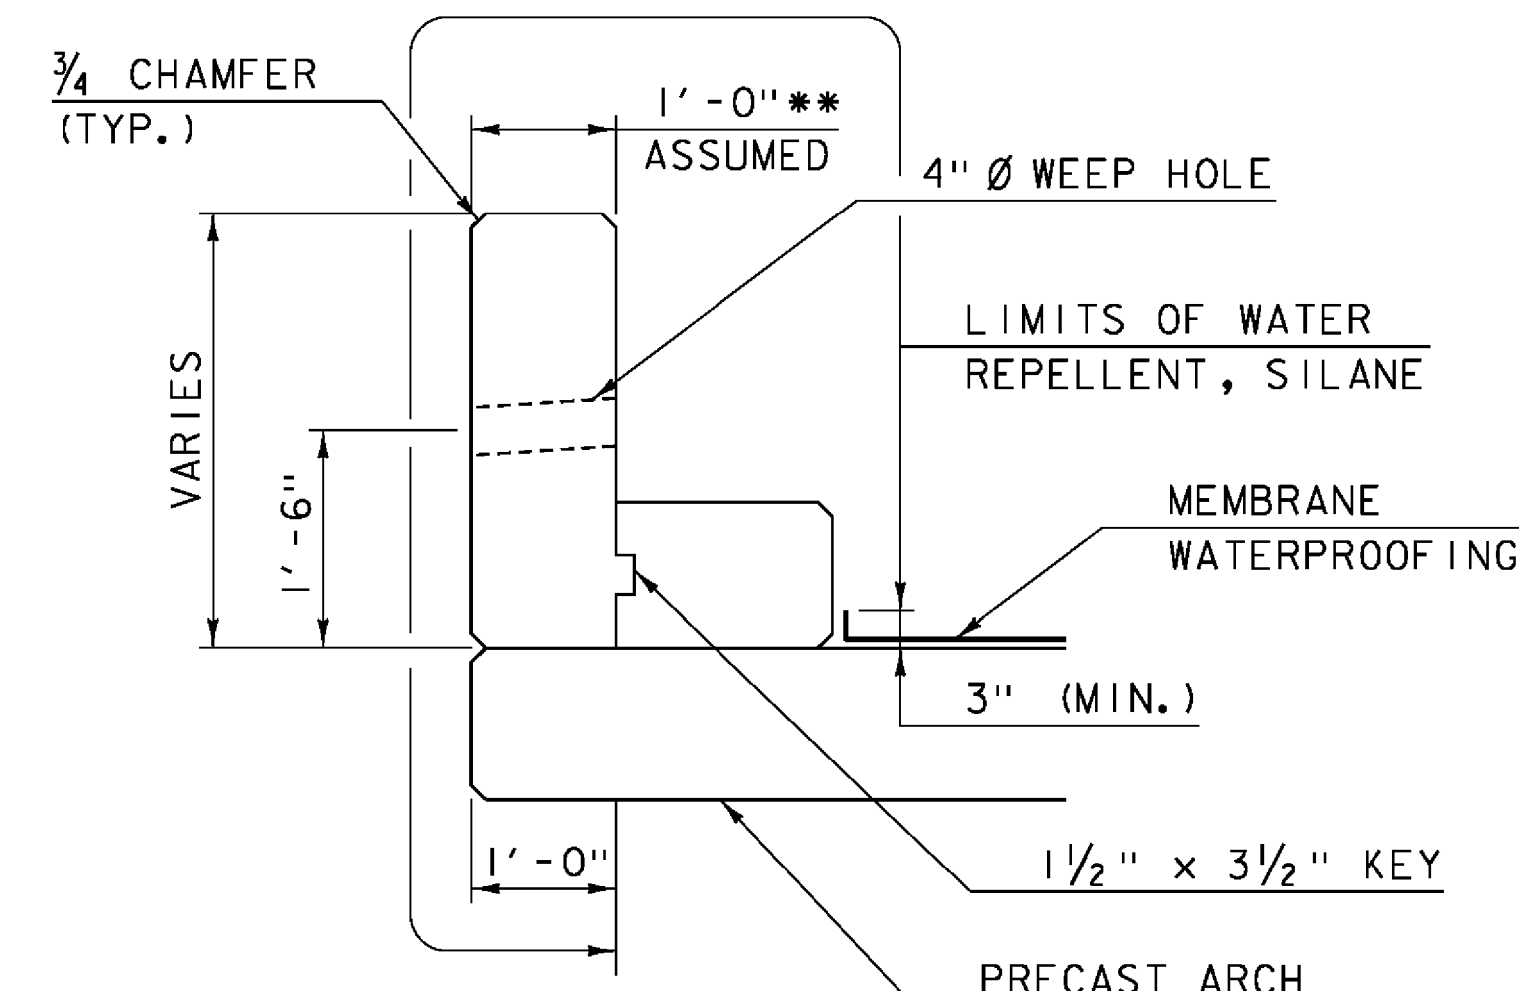 ¾ CHAMFER
(TYP.)
1'-0"**
ASSUMED
4" Ø WEEP HOLE
LIMITS OF WATER
REPELLENT, SILANE
VARIES
1'-6"
MEMBRANE
WATERPROOFING
3" (MIN.)
1'-0"
1½" x 3½" KEY
PRECAST ARCH